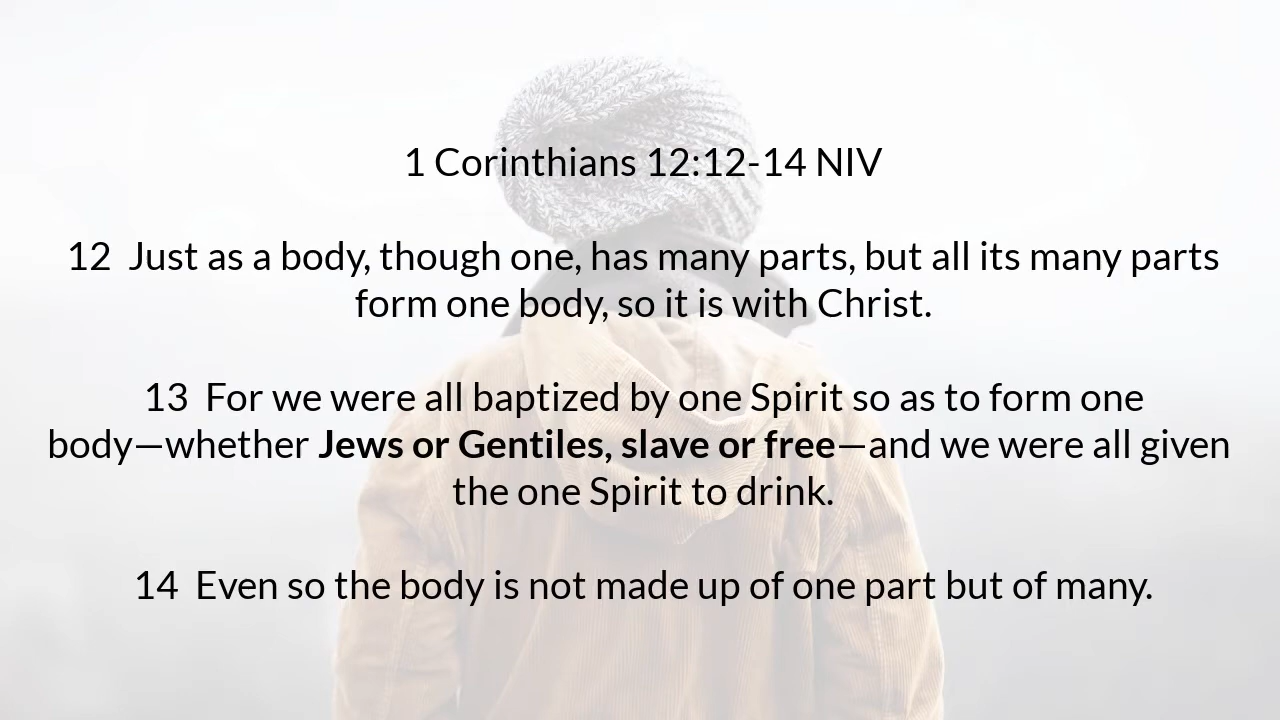 1 Corinthians 12:12-14 NIV
12 Just as a body, though one, has many parts, but all its many parts
form one body, so it is with Christ.
13 For we were all baptized by one Spirit so as to form one
body—whether Jews or Gentiles, slave or free—and we were all given
the one Spirit to drink.
14 Even so the body is not made up of one part but of many.